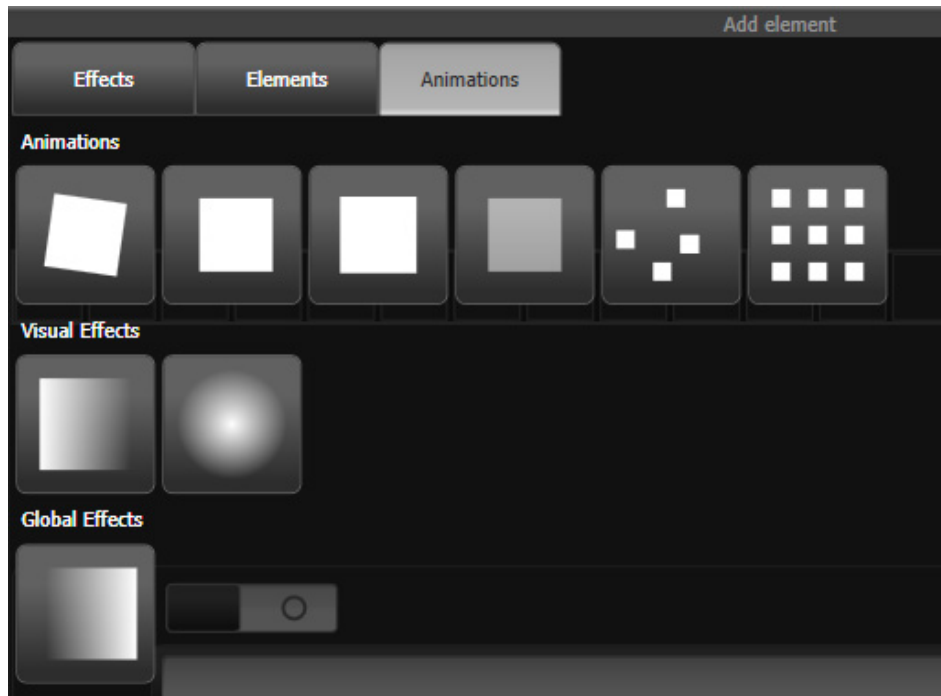 Add element
Effects Elements Animations
Animations
Visual Effects
Global Effects